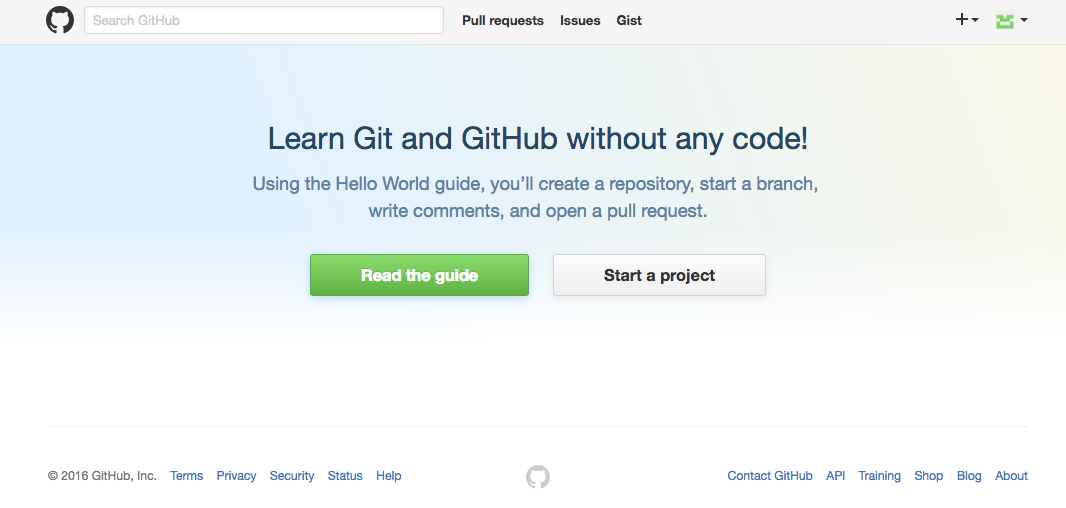 Search GitHub Pull requests Issues Gist
Learn Git and GitHub without any code!
Using the Hello World guide, you’ll create a repository, start a branch,
write comments, and open a pull request.
Read the guide Start a project
© 2016 GitHub, Inc. Terms Privacy Security Status Help Contact GitHub API Training Shop Blog About